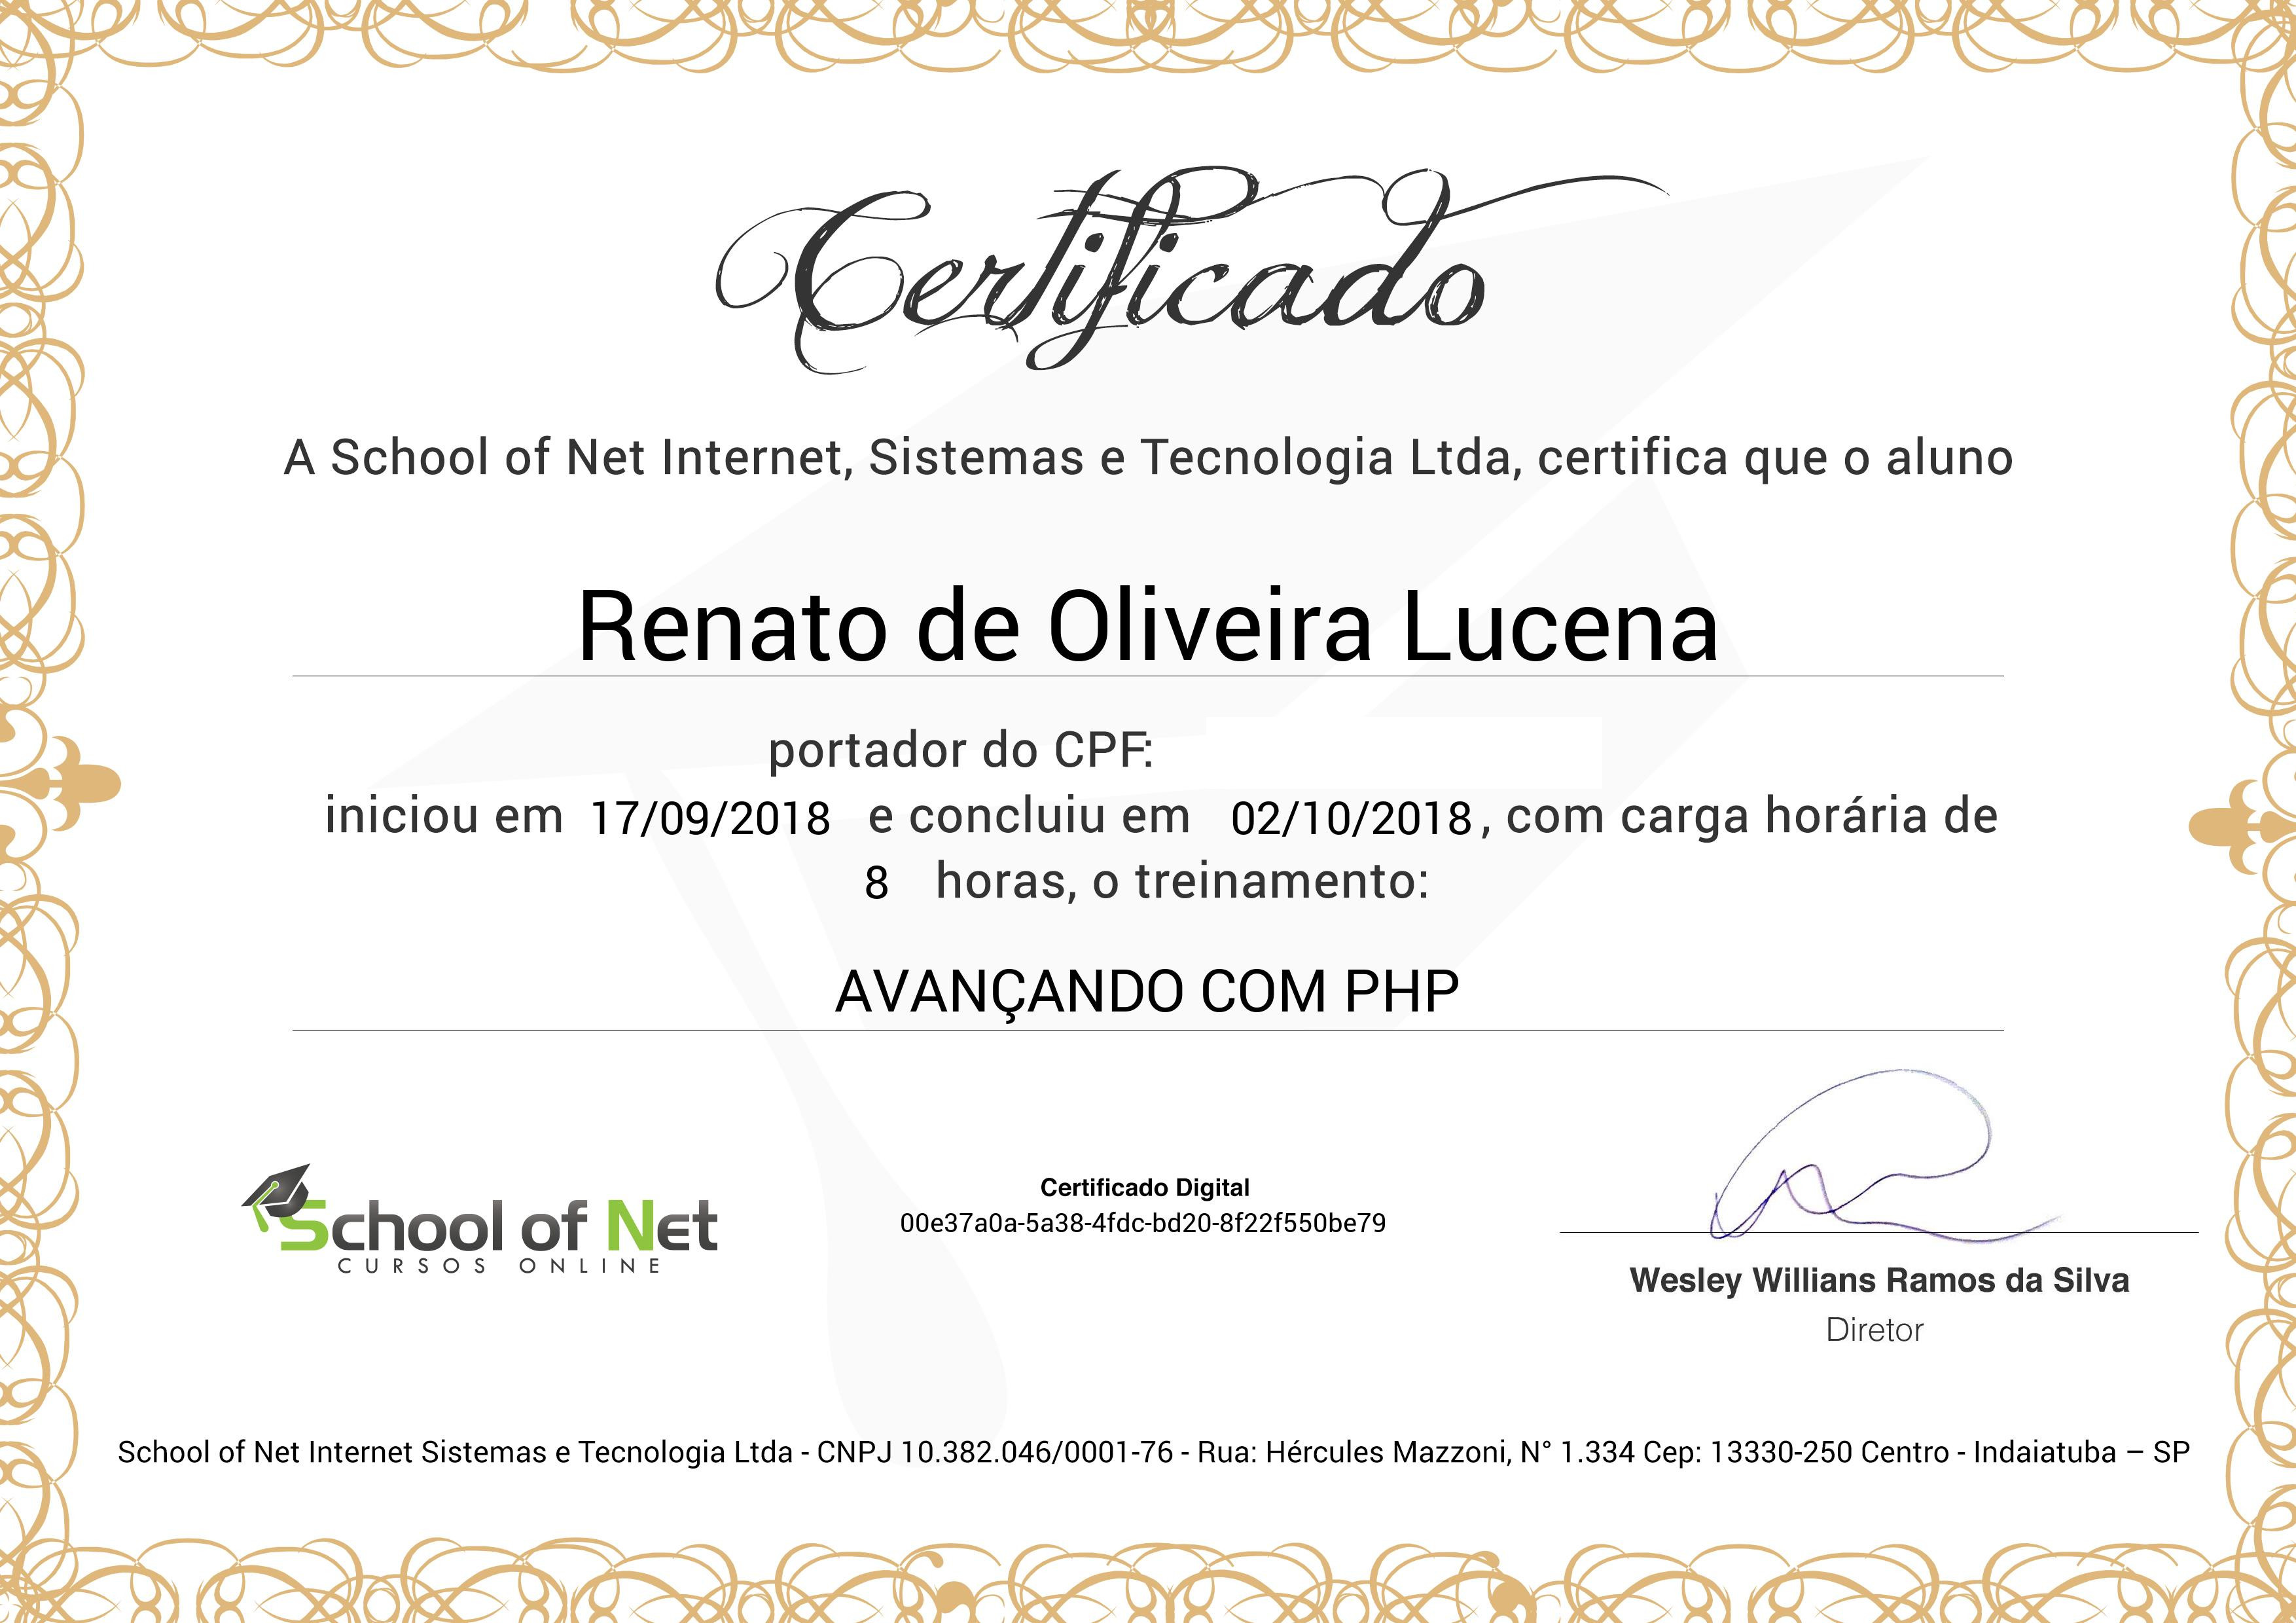 Certificado
A School of Net Internet, Sistemas e Tecnologia Ltda, certifica que o aluno
Renato de Oliveira Lucena
portador do CPF:
iniciou em 17/09/2018 e concluiu em 02/10/2018, com carga horária de
8 horas, o treinamento:
AVANÇANDO COM PHP
School of Net
CURSOS ONLINE
Certificado Digital
00e37a0a-5a38-4fdc-bd20-8f22f550be79
Wesley Willians Ramos da Silva
Diretor
School of Net Internet Sistemas e Tecnologia Ltda - CNPJ 10.382.046/0001-76 - Rua: Hércules Mazzoni, N° 1.334 Cep: 13330-250 Centro - Indaiatuba – SP